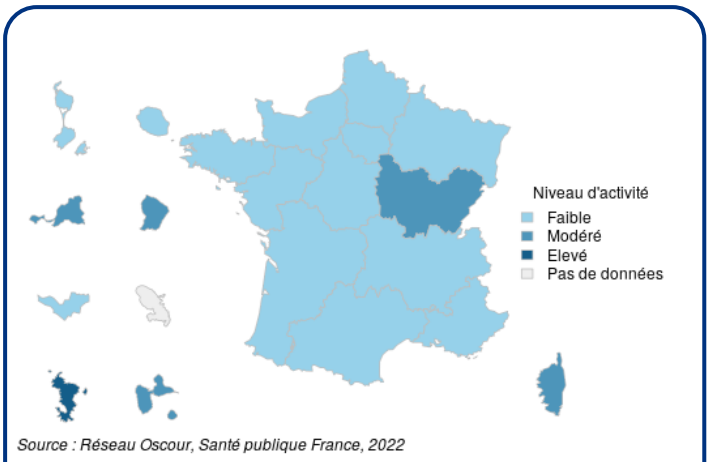 Niveau d'activité
Faible
Modéré
Elevé
Pas de données
Source : Réseau Oscour, Santé publique France, 2022